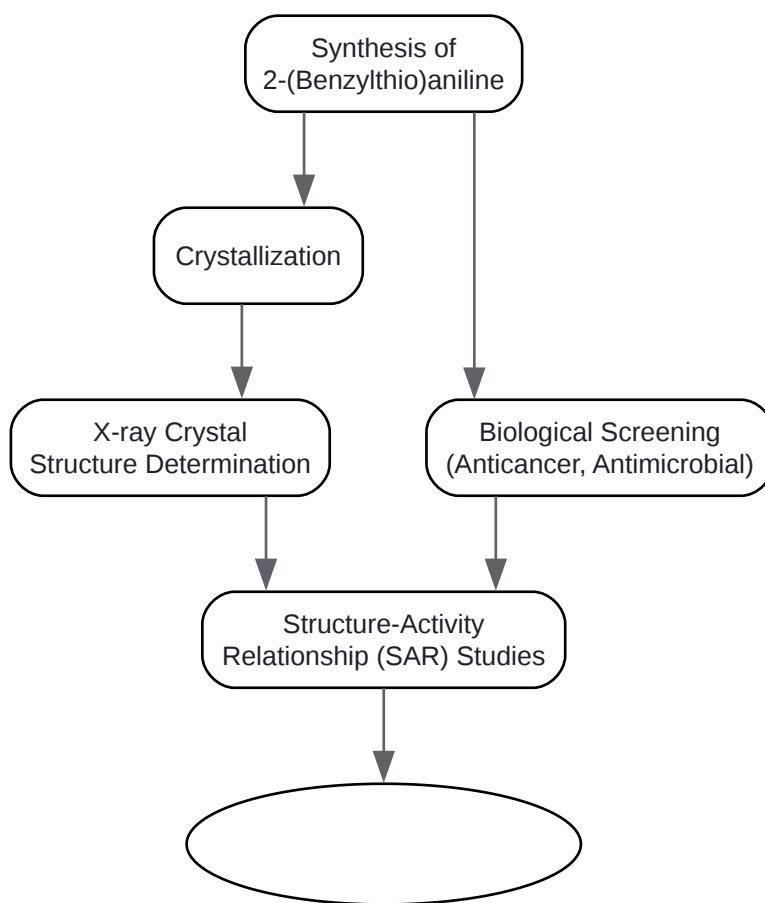 Synthesis of
2-(Benzylthio)aniline
Crystallization
X-ray Crystal
Structure Determination
Biological Screening
(Anticancer, Antimicrobial)
Structure-Activity
Relationship (SAR) Studies